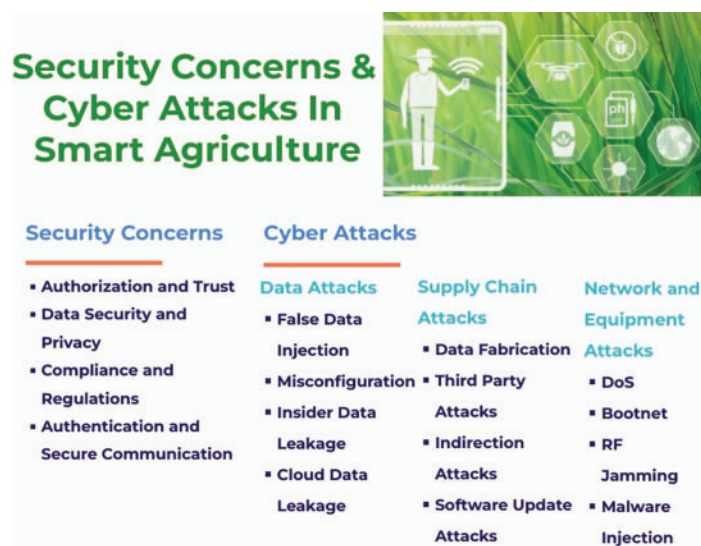 Security Concerns &
Cyber Attacks In
Smart Agriculture
ph
Security Concerns
▪ Authorization and Trust
▪ Data Security and
Privacy
▪ Compliance and
Regulations
▪ Authentication and
Secure Communication
Cyber Attacks
Data Attacks
▪ False Data
Injection
▪ Misconfiguration
▪ Insider Data
Leakage
▪ Cloud Data
Leakage
Supply Chain
Attacks
▪ Data Fabrication
▪ Third Party
Attacks
▪ Indirection
Attacks
▪ Software Update
Attacks
Network and
Equipment
Attacks
▪ DoS
▪ Bootnet
▪ RF
Jamming
▪ Malware
Injection